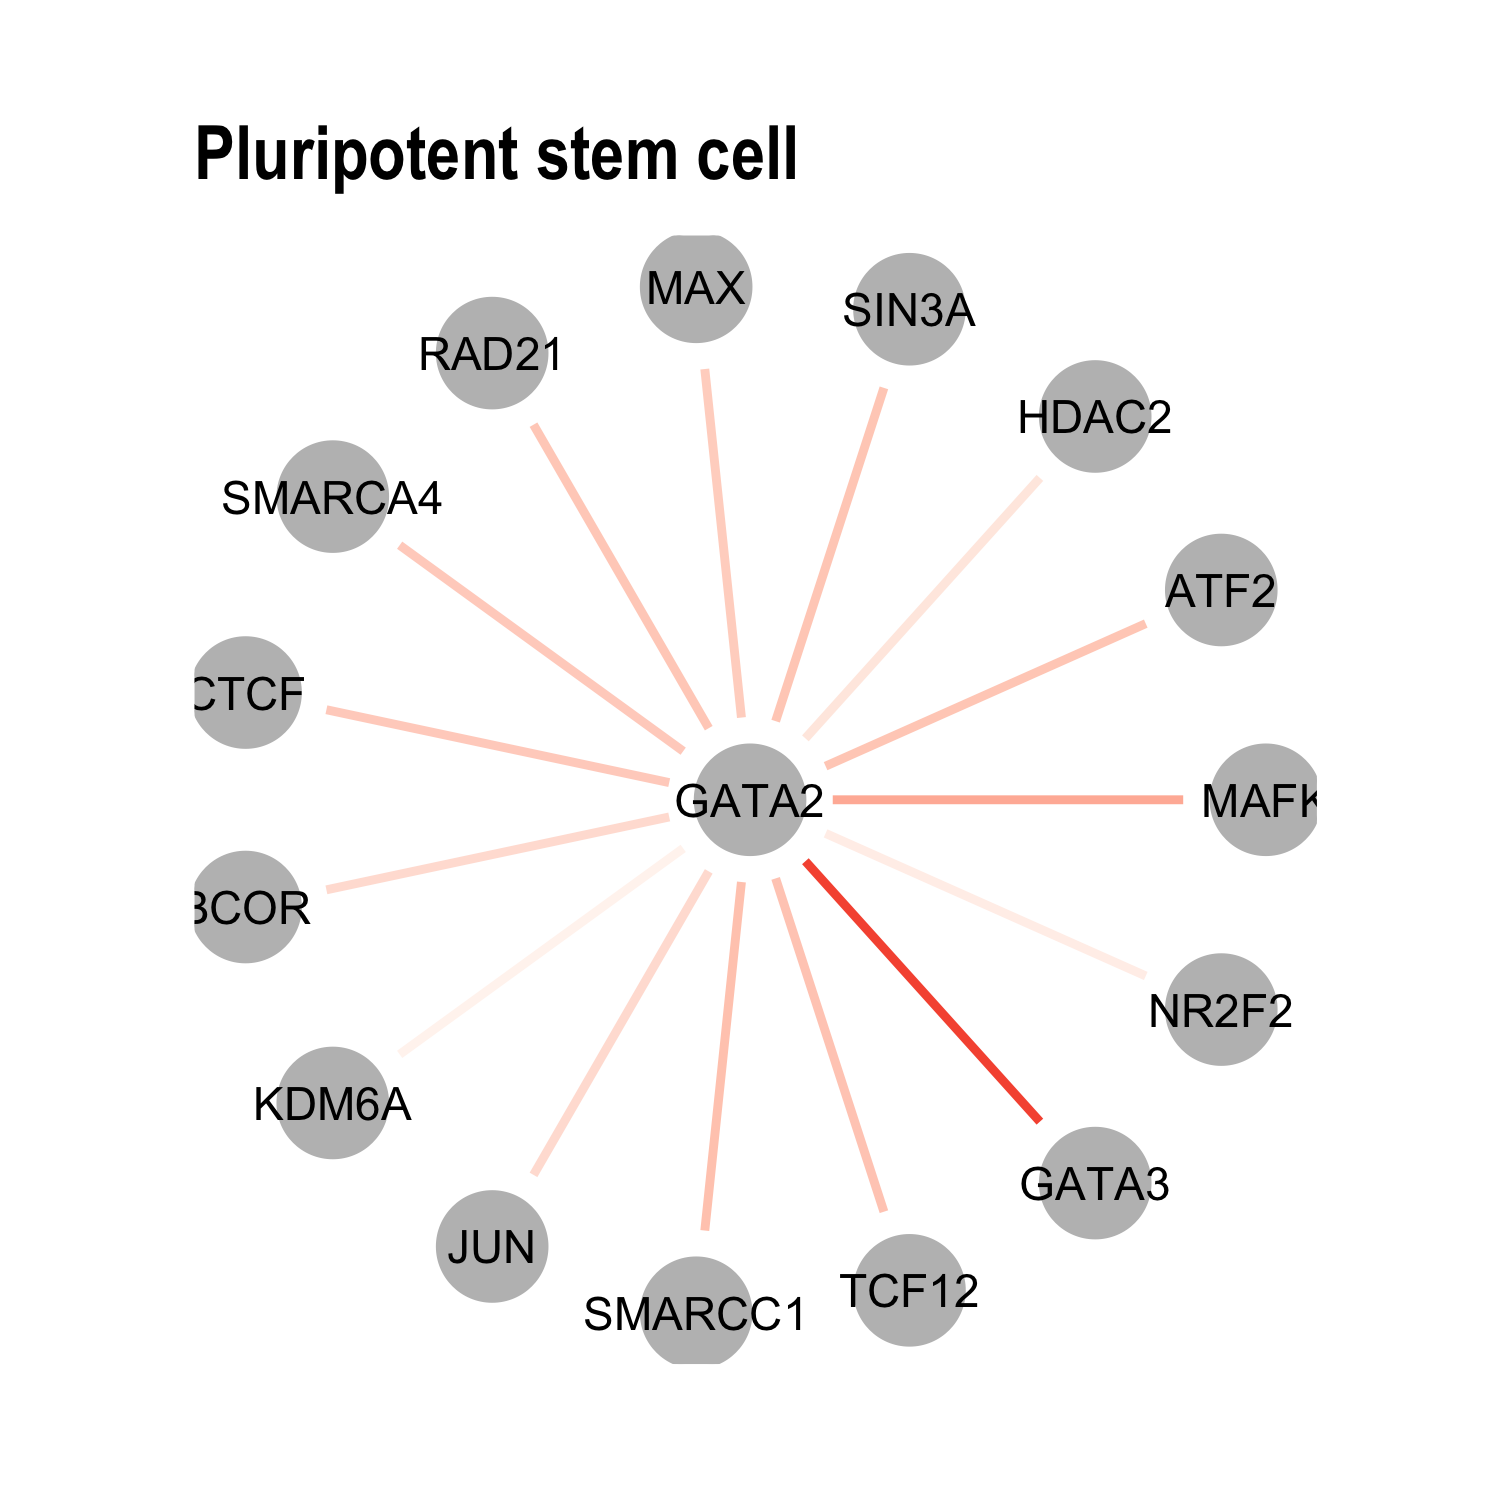 Pluripotent stem cell
MAX
SIN3A
RAD21
HDAC2
SMARCA4
ATF2
CTCF
GATA2
MAFK
BCOR
NR2F2
KDM6A
GATA3
JUN
TCF12
SMARCC1